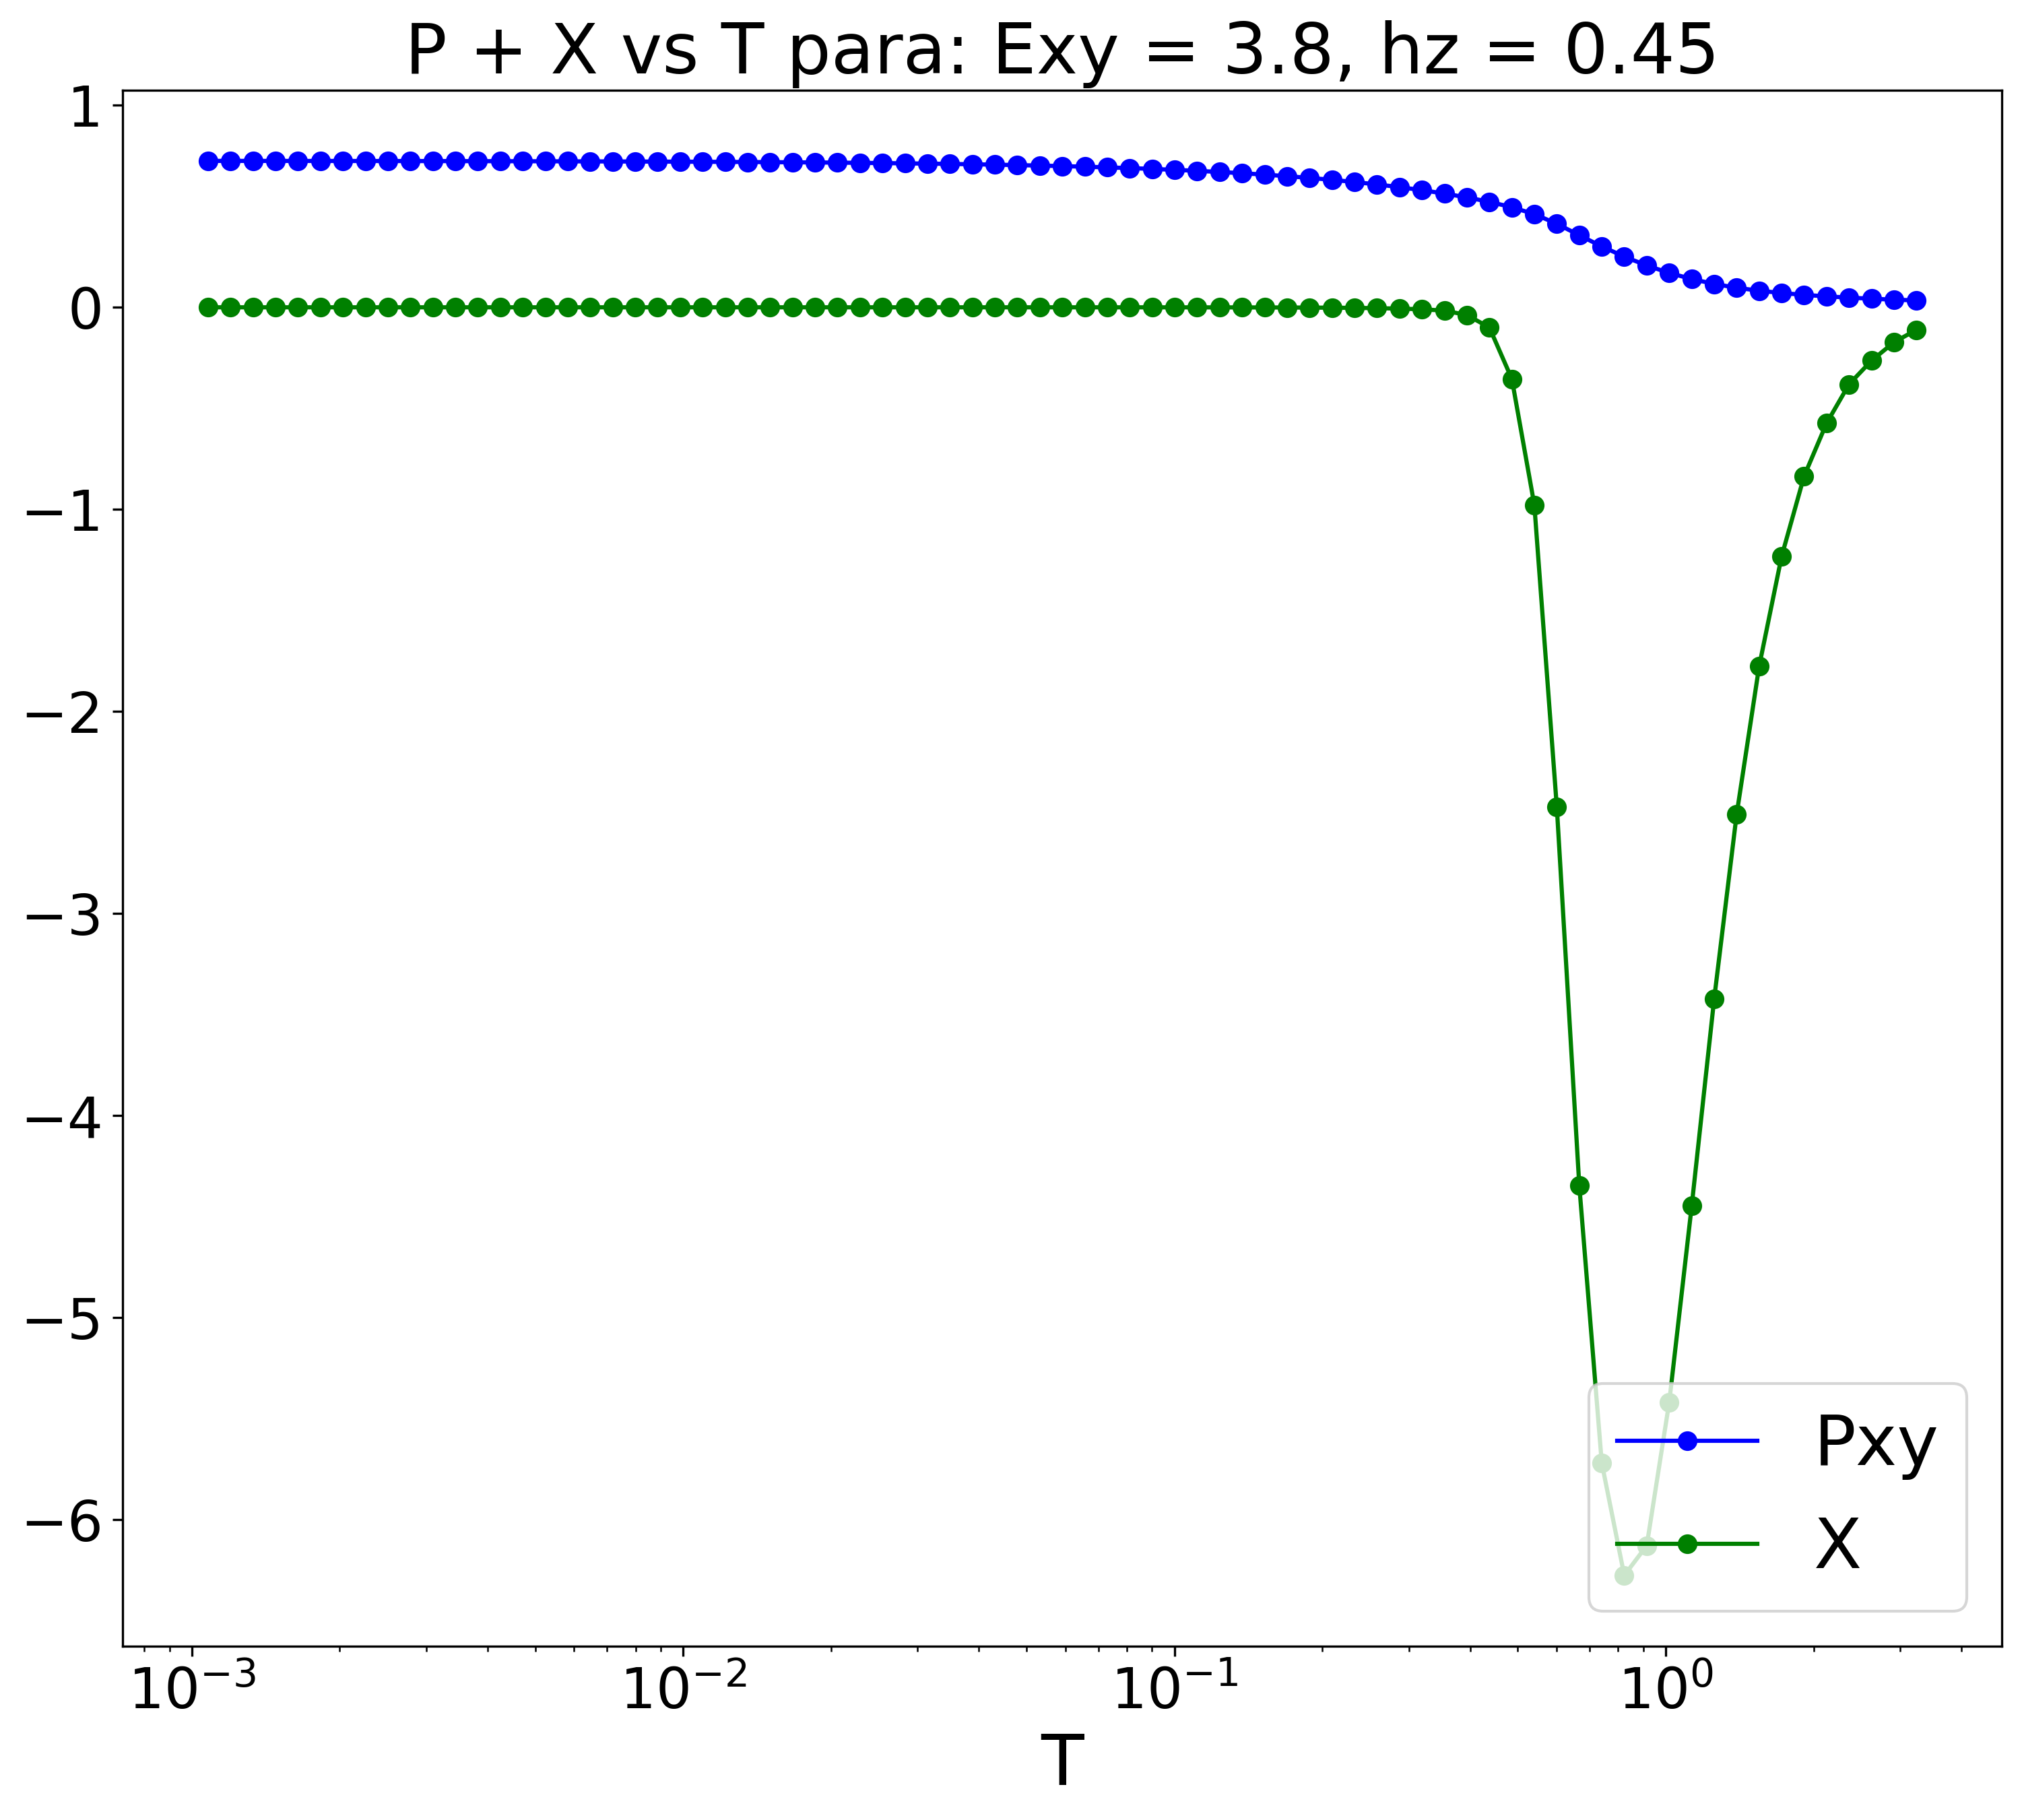 P + X vs T para: Exy = 3.8, hz = 0.45
1
0
−1
−2
−3
−4
−5
−6
Pxy
X
10⁻³ 10⁻² 10⁻¹ 10⁰
T